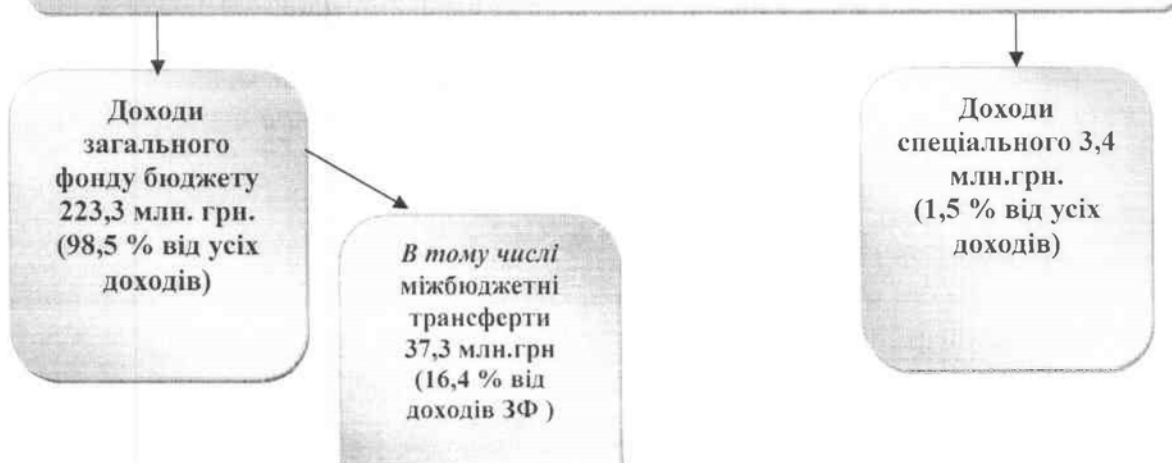 Доходи
загального
фонду бюджету
223,3 млн. грн.
(98,5 % від усіх
доходів)
В тому числі
міжбюджетні
трансферти
37,3 млн.грн
(16,4 % від
доходів ЗФ )
Доходи
спеціального 3,4
млн.грн.
(1,5 % від усіх
доходів)